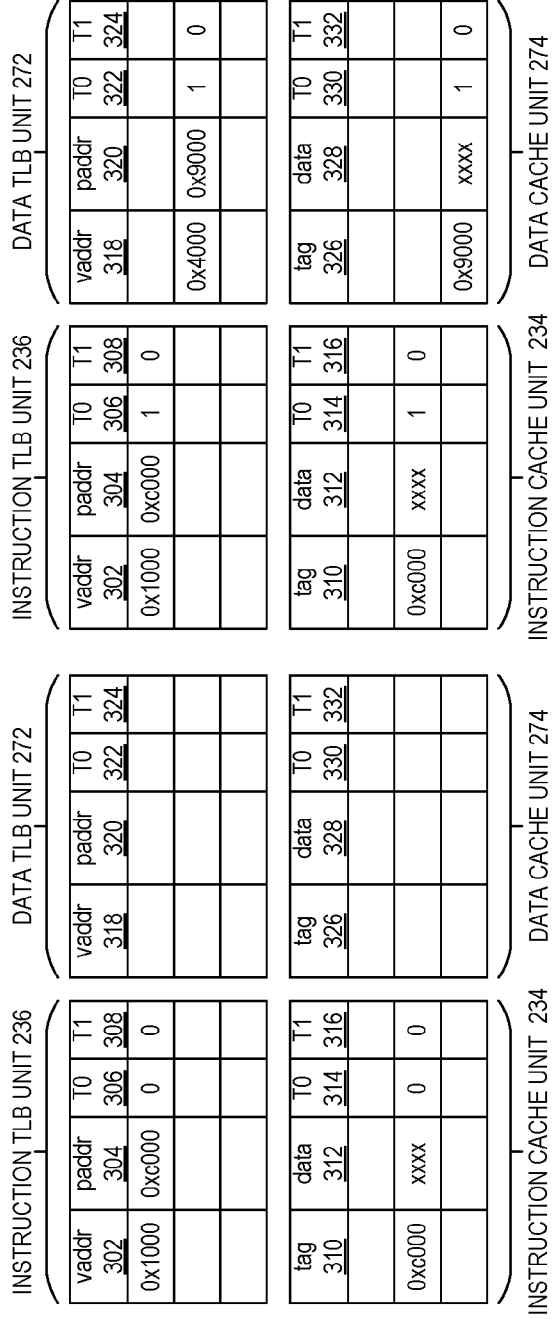 INSTRUCTION TLB UNIT 236
vaddr 302 paddr 304 T0 306 T1 308
0x1000 0xc000 0 0
tag 310 data 312 T0 314 T1 316
0xc000 xxxx 0 0
INSTRUCTION CACHE UNIT 234
DATA TLB UNIT 272
vaddr 318 paddr 320 T0 322 T1 324
tag 326 data 328 T0 330 T1 332
DATA CACHE UNIT 274
INSTRUCTION TLB UNIT 236
vaddr 302 paddr 304 T0 306 T1 308
0x1000 0xc000 1 0
tag 310 data 312 T0 314 T1 316
0xc000 xxxx 1 0
INSTRUCTION CACHE UNIT 234
DATA TLB UNIT 272
vaddr 318 paddr 320 T0 322 T1 324
0x4000 0x9000 1 0
tag 326 data 328 T0 330 T1 332
0x9000 xxxx 1 0
DATA CACHE UNIT 274